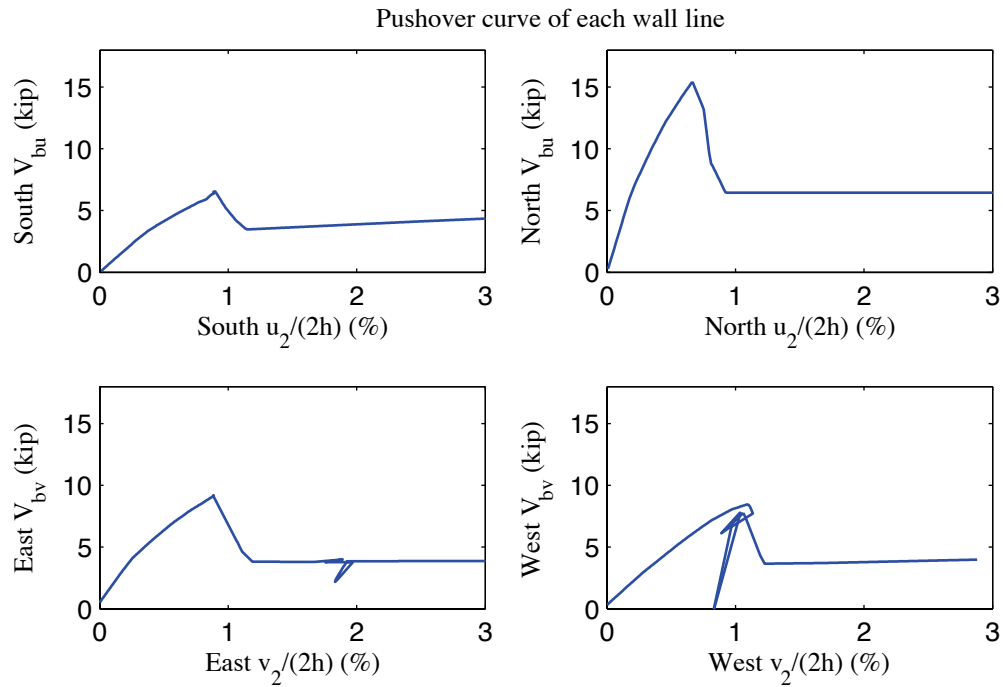 Pushover curve of each wall line
South V_bu (kip)
15
10
5
0
0 1 2 3
South u_2/(2h) (%)
North V_bu (kip)
15
10
5
0
0 1 2 3
North u_2/(2h) (%)
East V_bv (kip)
15
10
5
0
0 1 2 3
East v_2/(2h) (%)
West V_bv (kip)
15
10
5
0
0 1 2 3
West v_2/(2h) (%)